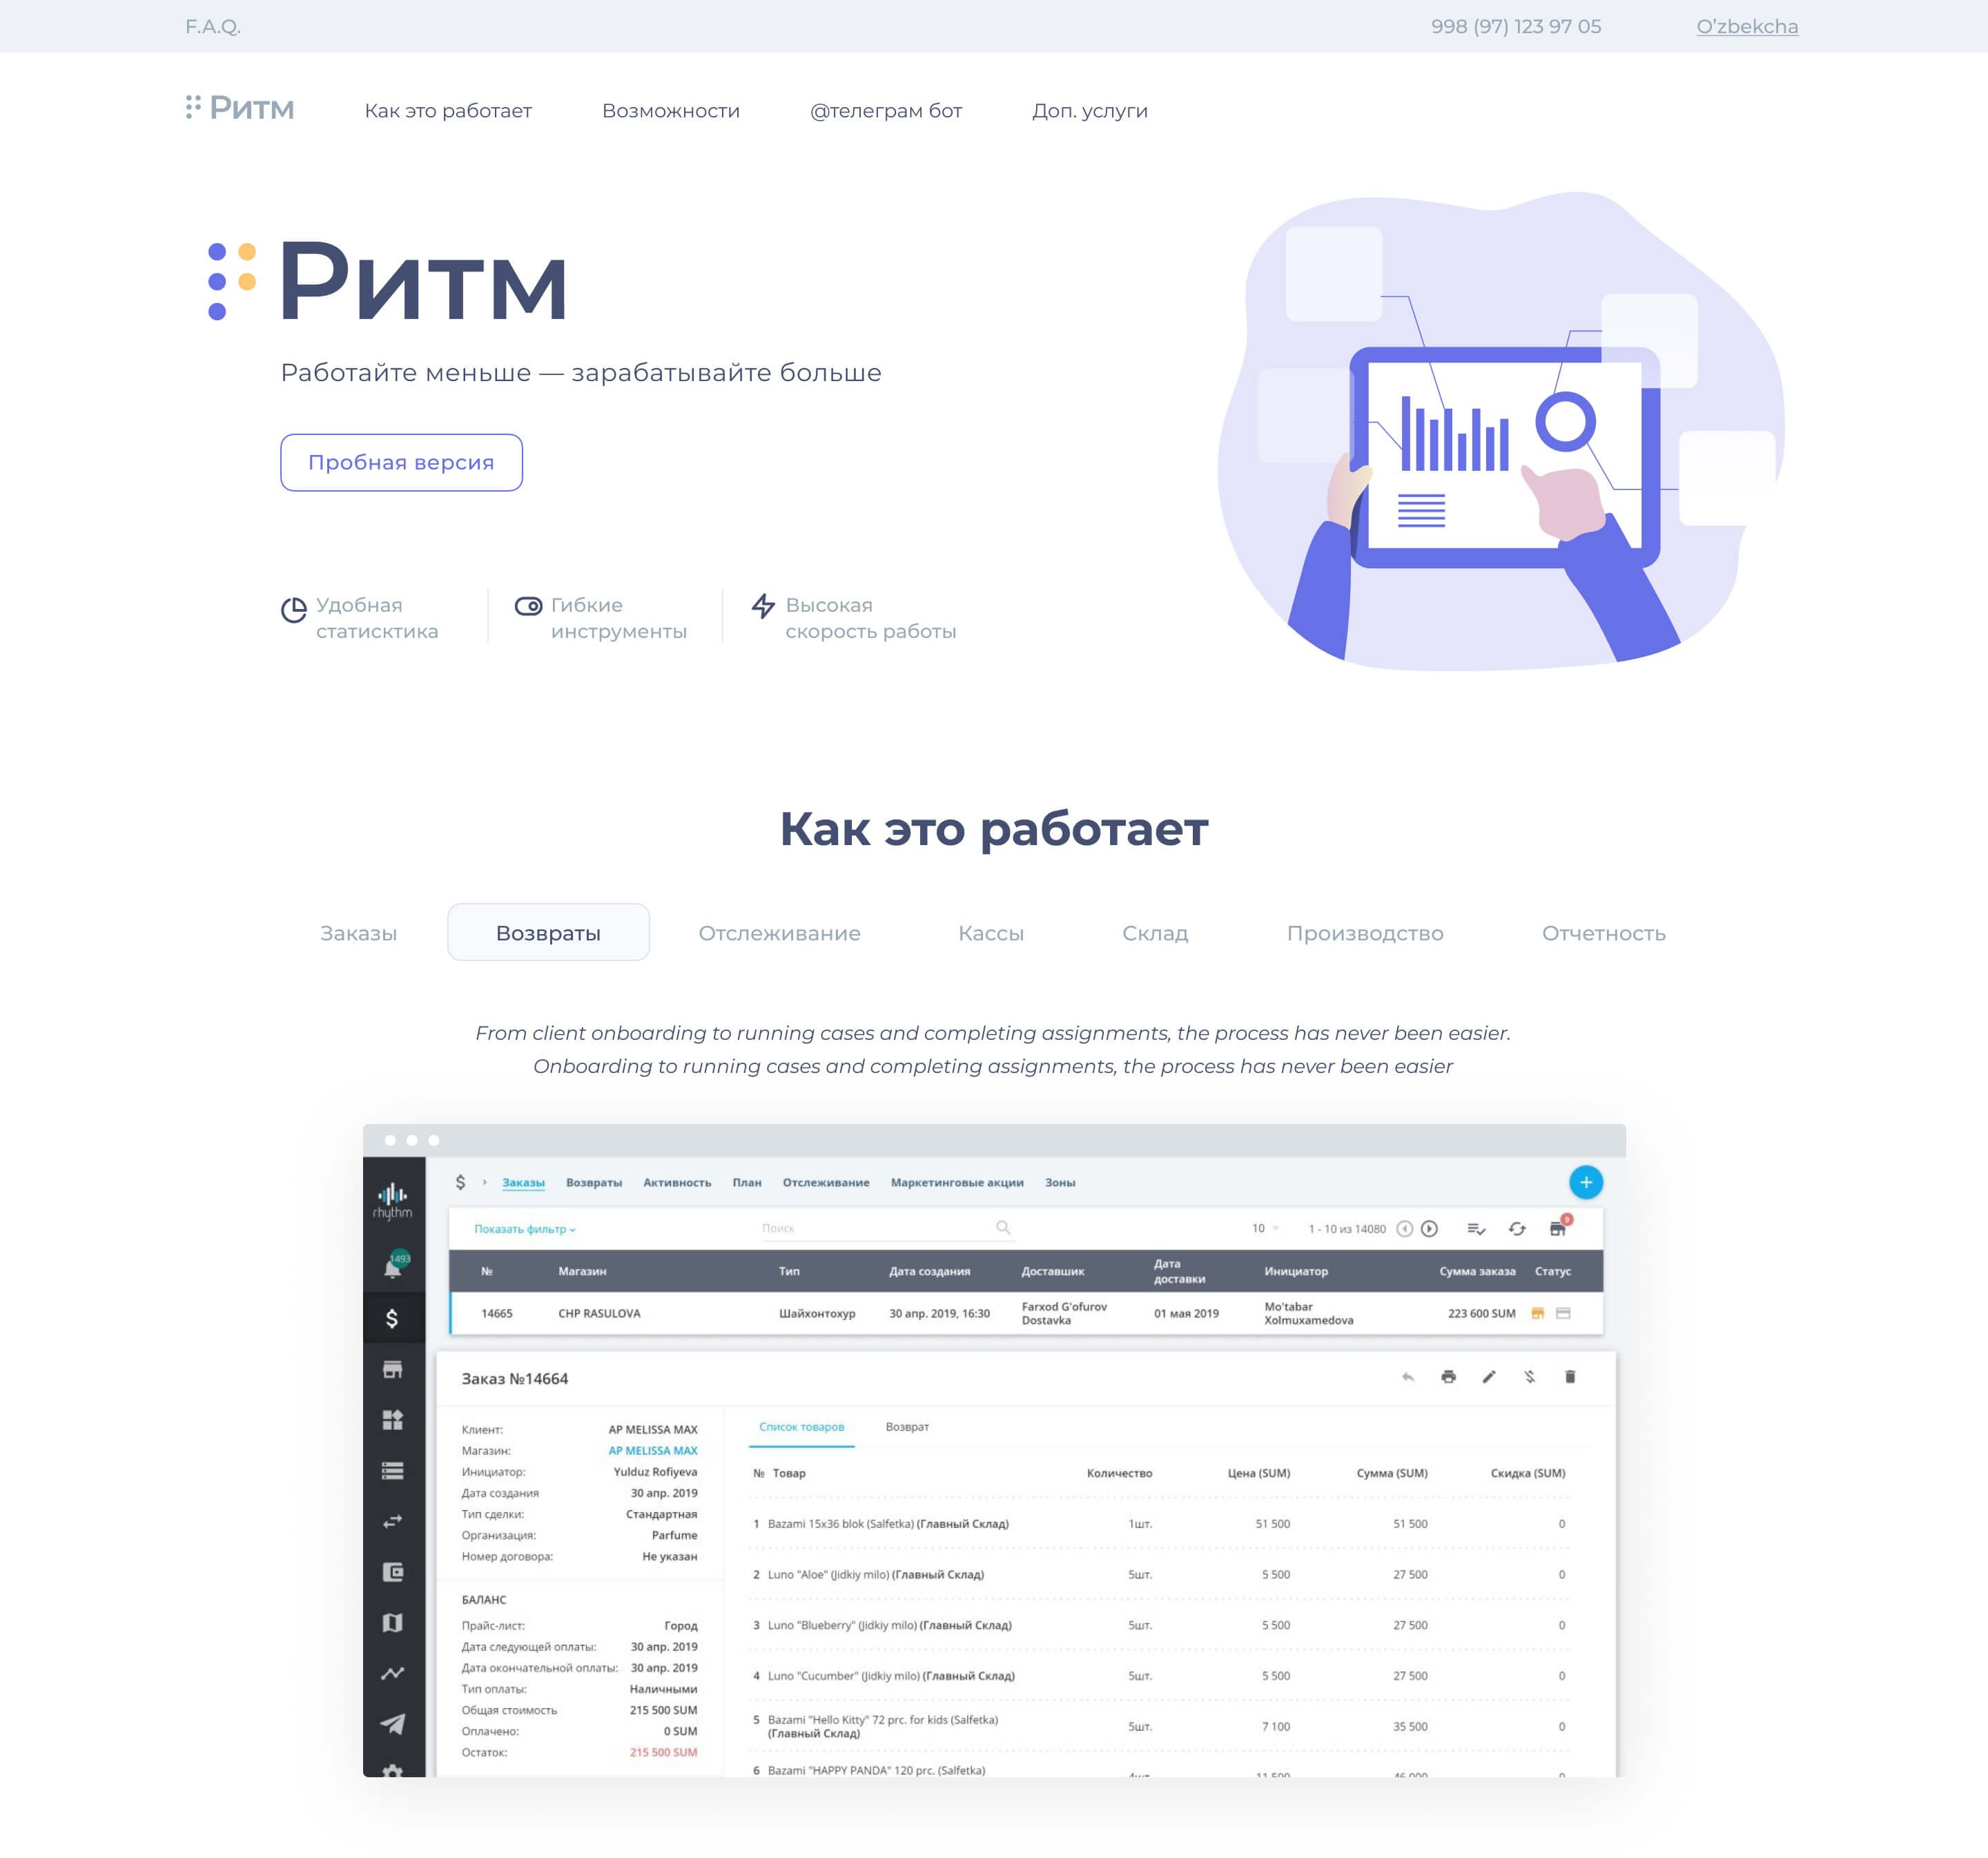 F.A.Q.
998 (97) 123 97 05
O'zbekcha
Ритм
Как это работает
Возможности
@телеграм бот
Доп. услуги
Ритм
Работайте меньше — зарабатывайте больше
Пробная версия
Удобная
статисктика
Гибкие
инструменты
Высокая
скорость работы
Как это работает
Заказы
Возвраты
Отслеживание
Кассы
Склад
Производство
Отчетность
From client onboarding to running cases and completing assignments, the process has never been easier.
Onboarding to running cases and completing assignments, the process has never been easier
rhythm
1493
$ › Заказы Возвраты Активность План Отслеживание Маркетинговые акции Зоны
+
Показать фильтр
Поиск
10
1 - 10 из 14080
№ Магазин Тип Дата создания Доставшик Дата доставки Инициатор Сумма заказа Статус
14665 CHP RASULOVA Шайхонтохур 30 апр. 2019, 16:30 Farxod G'ofurov Dostavka 01 мая 2019 Mo'tabar Xolmuxamedova 223 600 SUM
Заказ №14664
Клиент: AP MELISSA MAX
Магазин: AP MELISSA MAX
Инициатор: Yulduz Rofiyeva
Дата создания 30 апр. 2019
Тип сделки: Стандартная
Организация: Parfume
Номер договора: Не указан
БАЛАНС
Прайс-лист: Город
Дата следующей оплаты: 30 апр. 2019
Дата окончательной оплаты: 30 апр. 2019
Тип оплаты: Наличными
Общая стоимость 215 500 SUM
Оплачено: 0 SUM
Остаток: 215 500 SUM
Список товаров Возврат
№ Товар Количество Цена (SUM) Сумма (SUM) Скидка (SUM)
1 Bazami 15x36 blok (Salfetka) (Главный Склад) 1шт. 51 500 51 500 0
2 Luno "Aloe" (Jidkiy milo) (Главный Склад) 5шт. 5 500 27 500 0
3 Luno "Blueberry" (Jidkiy milo) (Главный Склад) 5шт. 5 500 27 500 0
4 Luno "Cucumber" (Jidkiy milo) (Главный Склад) 5шт. 5 500 27 500 0
5 Bazami "Hello Kitty" 72 prc. for kids (Salfetka)
(Главный Склад) 5шт. 7 100 35 500 0
6 Bazami "HAPPY PANDA" 120 prc. (Salfetka)